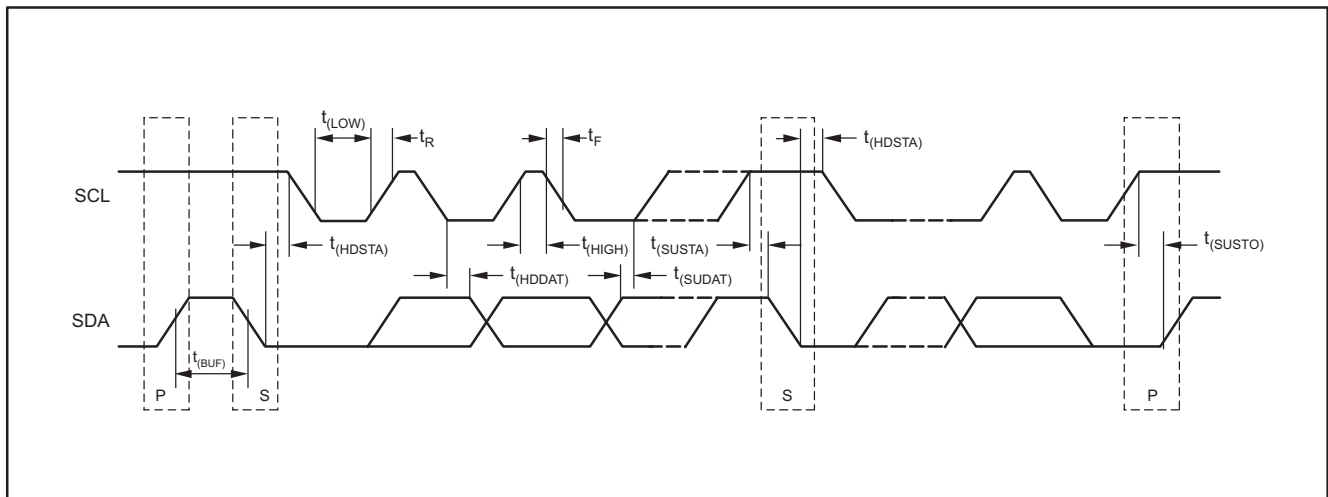 t(LOW)
tR
tF
t(HDSTA)
SCL
t(HDSTA)
t(HIGH)
t(SUSTA)
t(SUSTO)
t(HDDAT)
t(SUDAT)
SDA
t(BUF)
P
S
S
P